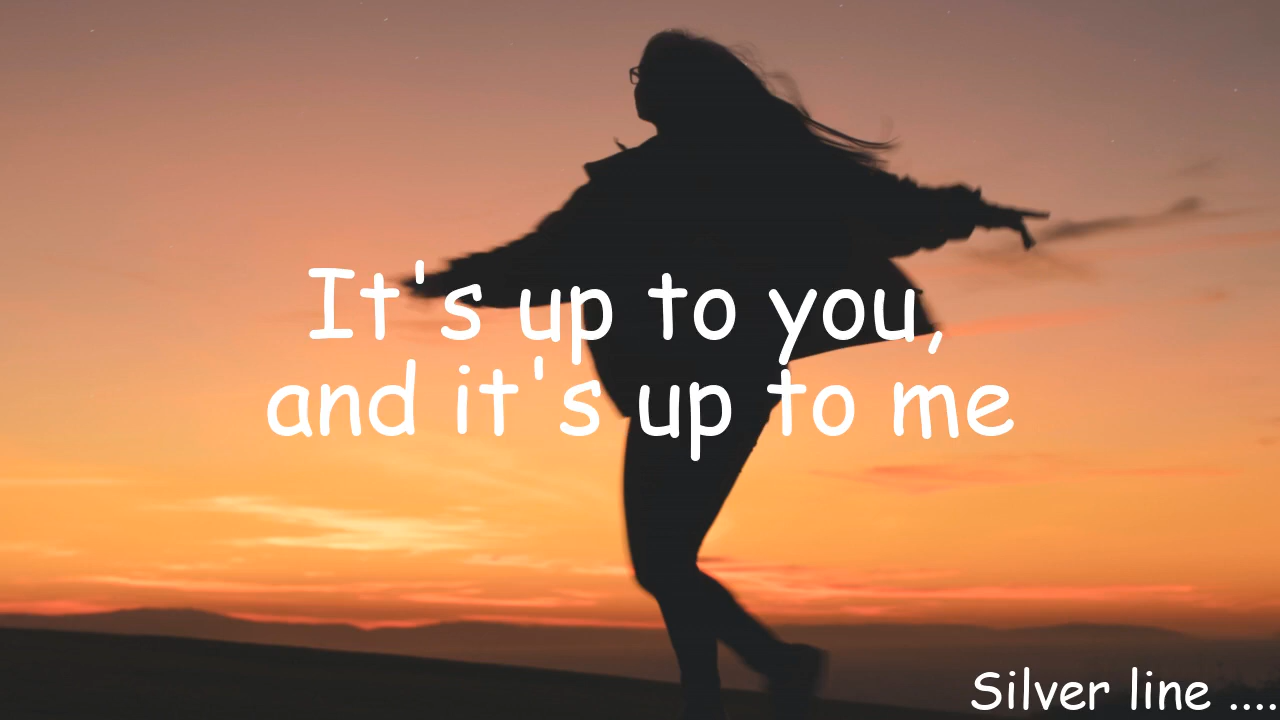 It's up to you,
and it's up to me
Silver line ....